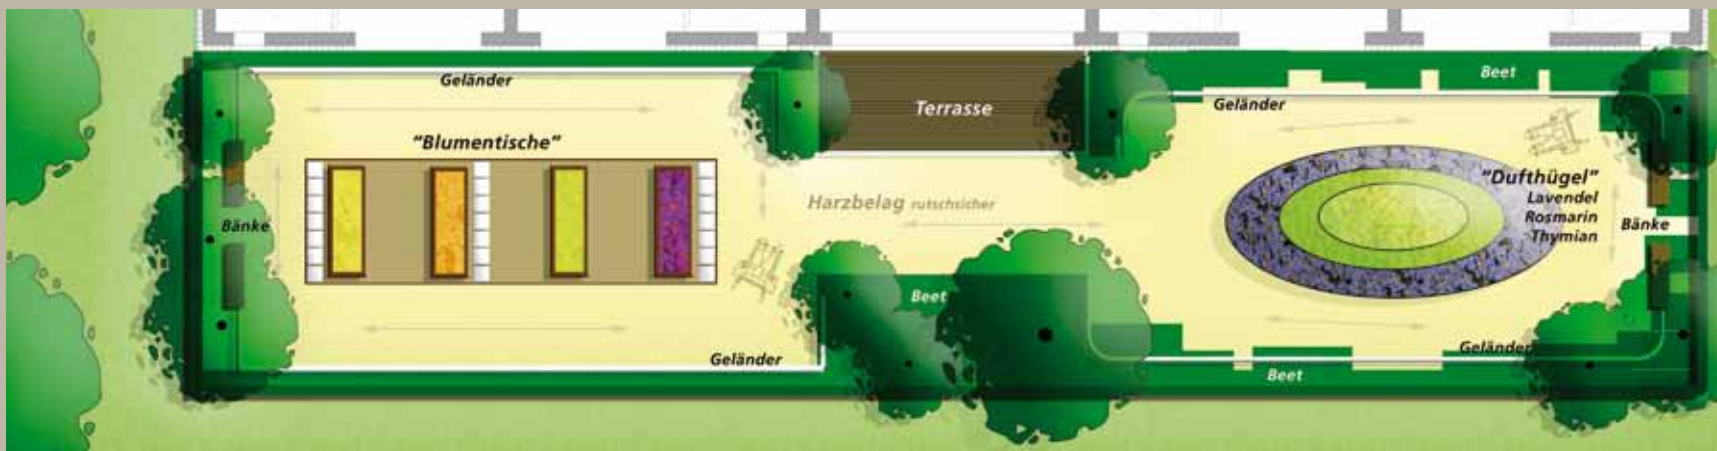 Geländer
"Blumentische"
Bänke
Geländer
Terrasse
Harzbelag rutschsicher
Beet
Beet
Geländer
"Dufthügel"
Lavendel
Rosmarin
Thymian
Bänke
Geländer
Beet